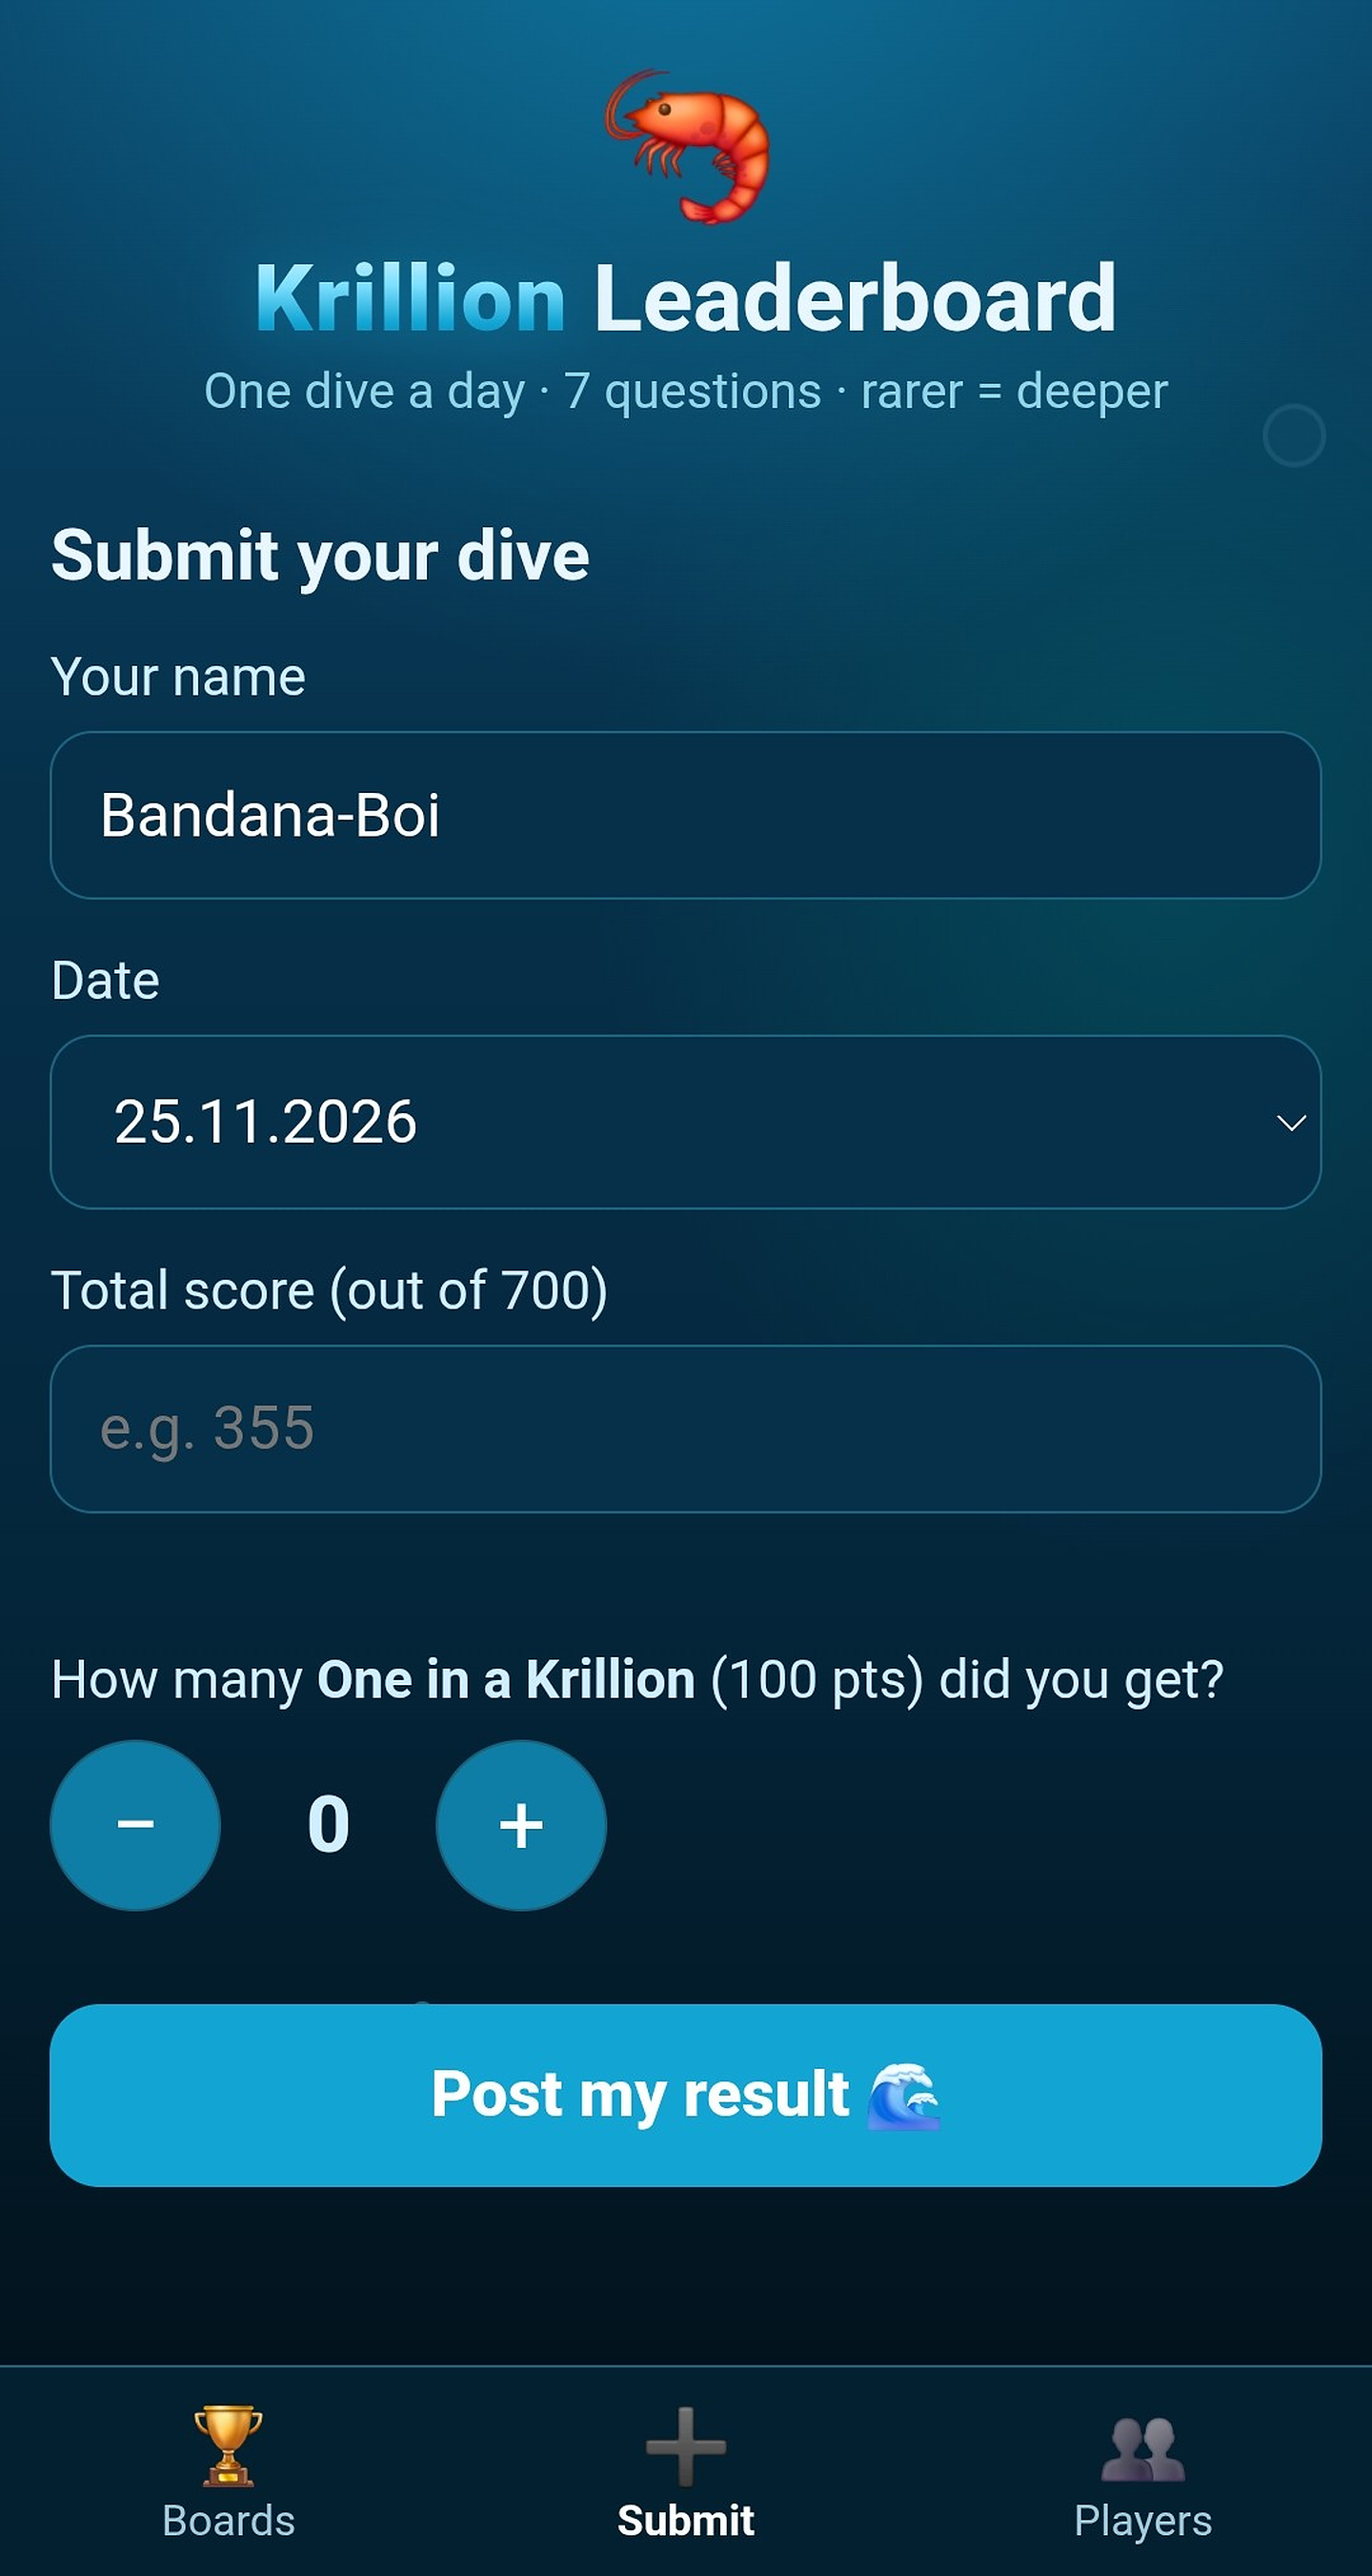 Krillion Leaderboard
One dive a day · 7 questions · rarer = deeper
Submit your dive
Your name
Bandana-Boi
Date
25.11.2026
Total score (out of 700)
e.g. 355
How many One in a Krillion (100 pts) did you get?
− 0 +
Post my result 🌊
Boards Submit Players